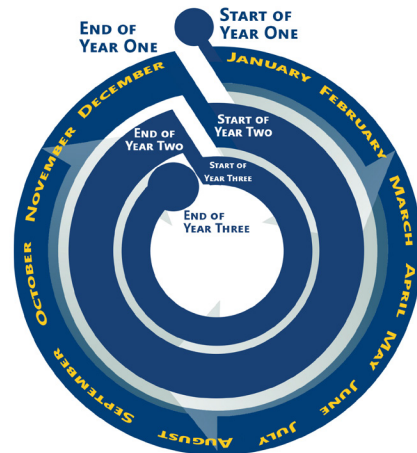 Start of
Year One
End of
Year One
January
February
March
April
May
June
July
August
September
October
November
December
Start of
Year Two
End of
Year Two
Start of
Year Three
End of
Year Three